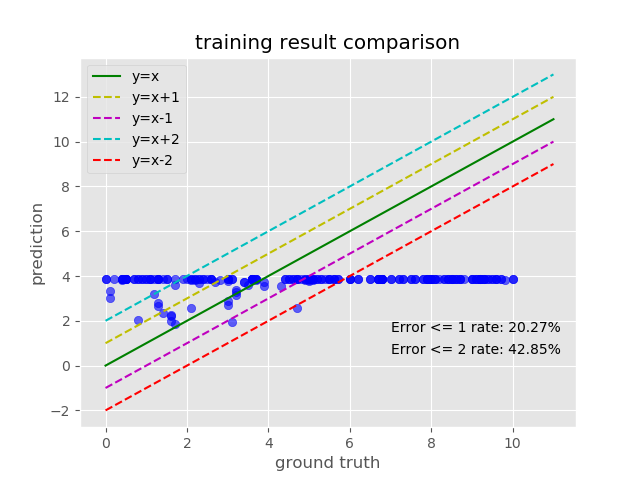 training result comparison
y=x
y=x+1
y=x-1
y=x+2
y=x-2
12
10
8
6
4
2
0
−2
prediction
Error <= 1 rate: 20.27%
Error <= 2 rate: 42.85%
0 2 4 6 8 10
ground truth